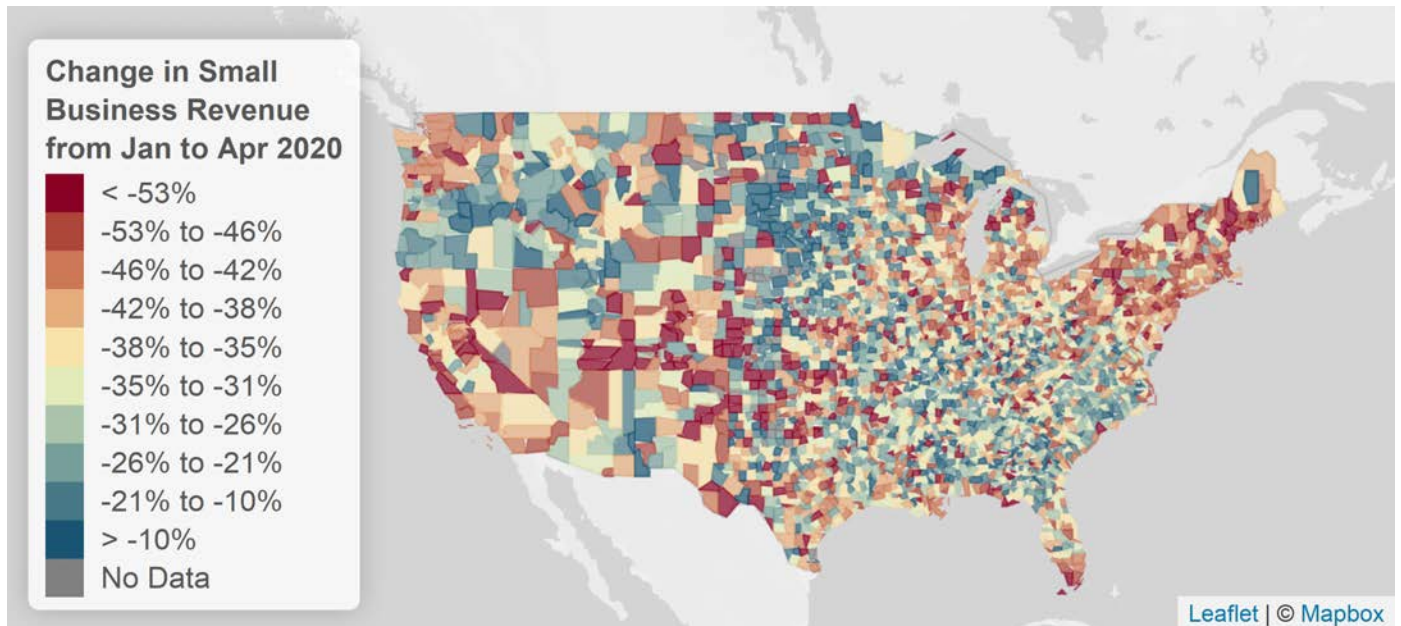 Change in Small
Business Revenue
from Jan to Apr 2020
< -53%
-53% to -46%
-46% to -42%
-42% to -38%
-38% to -35%
-35% to -31%
-31% to -26%
-26% to -21%
-21% to -10%
> -10%
No Data
Leaflet | © Mapbox